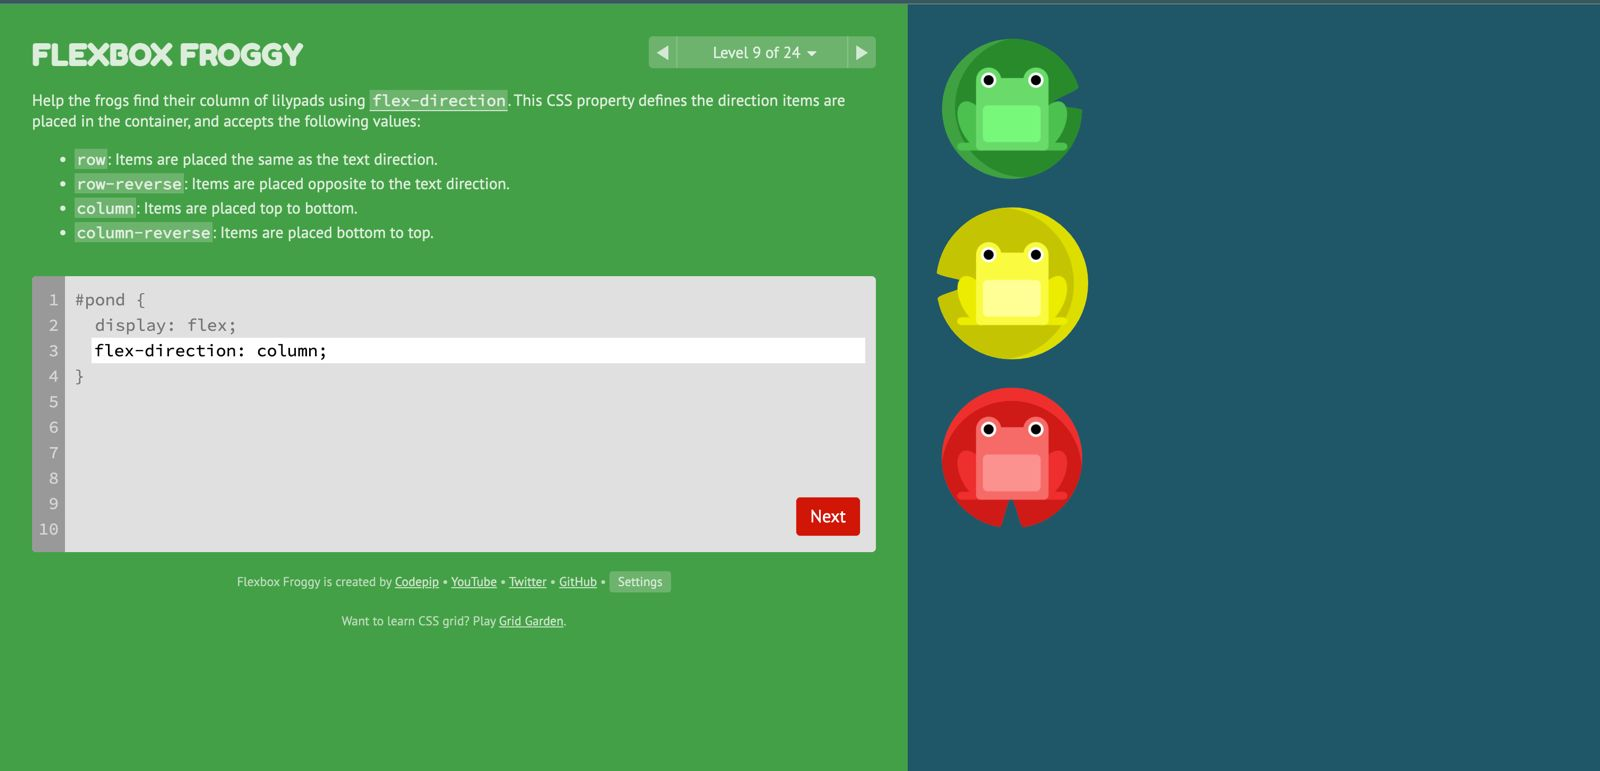 FLEXBOX FROGGY
Level 9 of 24
Help the frogs find their column of lilypads using flex-direction. This CSS property defines the direction items are
placed in the container, and accepts the following values:
• row: Items are placed the same as the text direction.
• row-reverse: Items are placed opposite to the text direction.
• column: Items are placed top to bottom.
• column-reverse: Items are placed bottom to top.
1 #pond {
2 display: flex;
3 flex-direction: column;
4 }
5
6
7
8
9
10
Next
Flexbox Froggy is created by Codepip • YouTube • Twitter • GitHub • Settings
Want to learn CSS grid? Play Grid Garden.